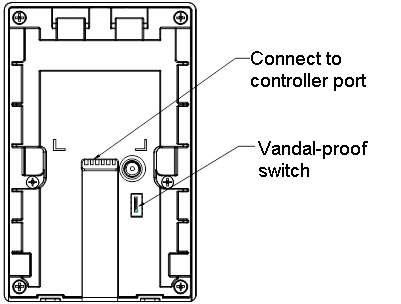 Connect to
controller port
Vandal-proof
switch